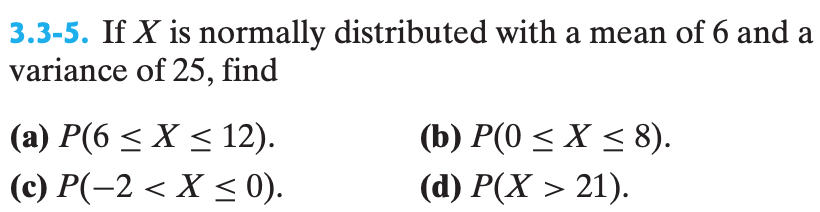 3.3-5. If X is normally distributed with a mean of 6 and a
variance of 25, find
(a) P(6 ≤ X ≤ 12). (b) P(0 ≤ X ≤ 8).
(c) P(−2 < X ≤ 0). (d) P(X > 21).